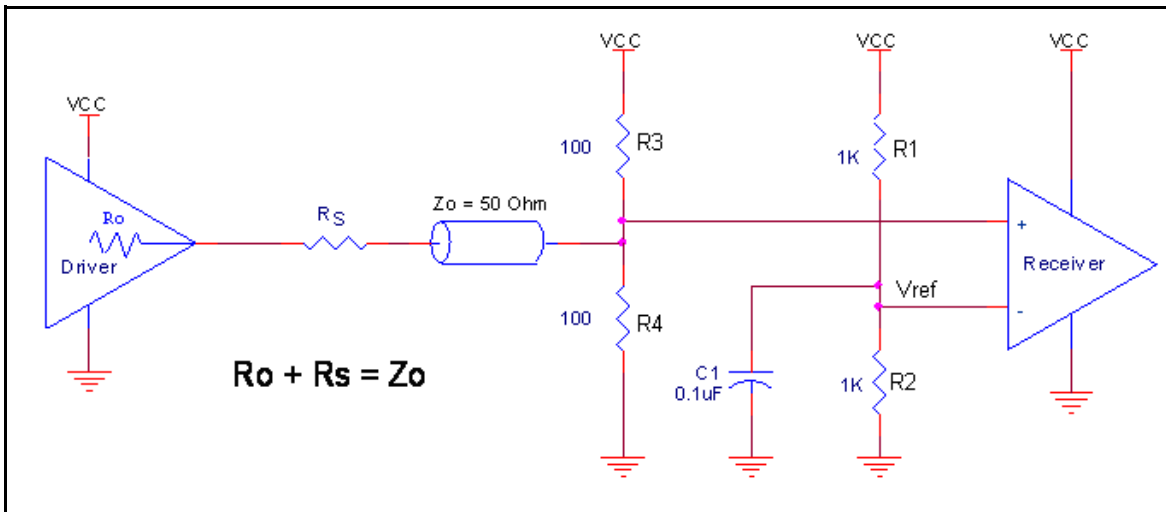 VCC
VCC
VCC
VCC
100
R3
1K
R1
Ro
RS
Zo = 50 Ohm
+
Driver
Receiver
Vref
-
100
R4
Ro + Rs = Zo
C1
0.1uF
1K
R2